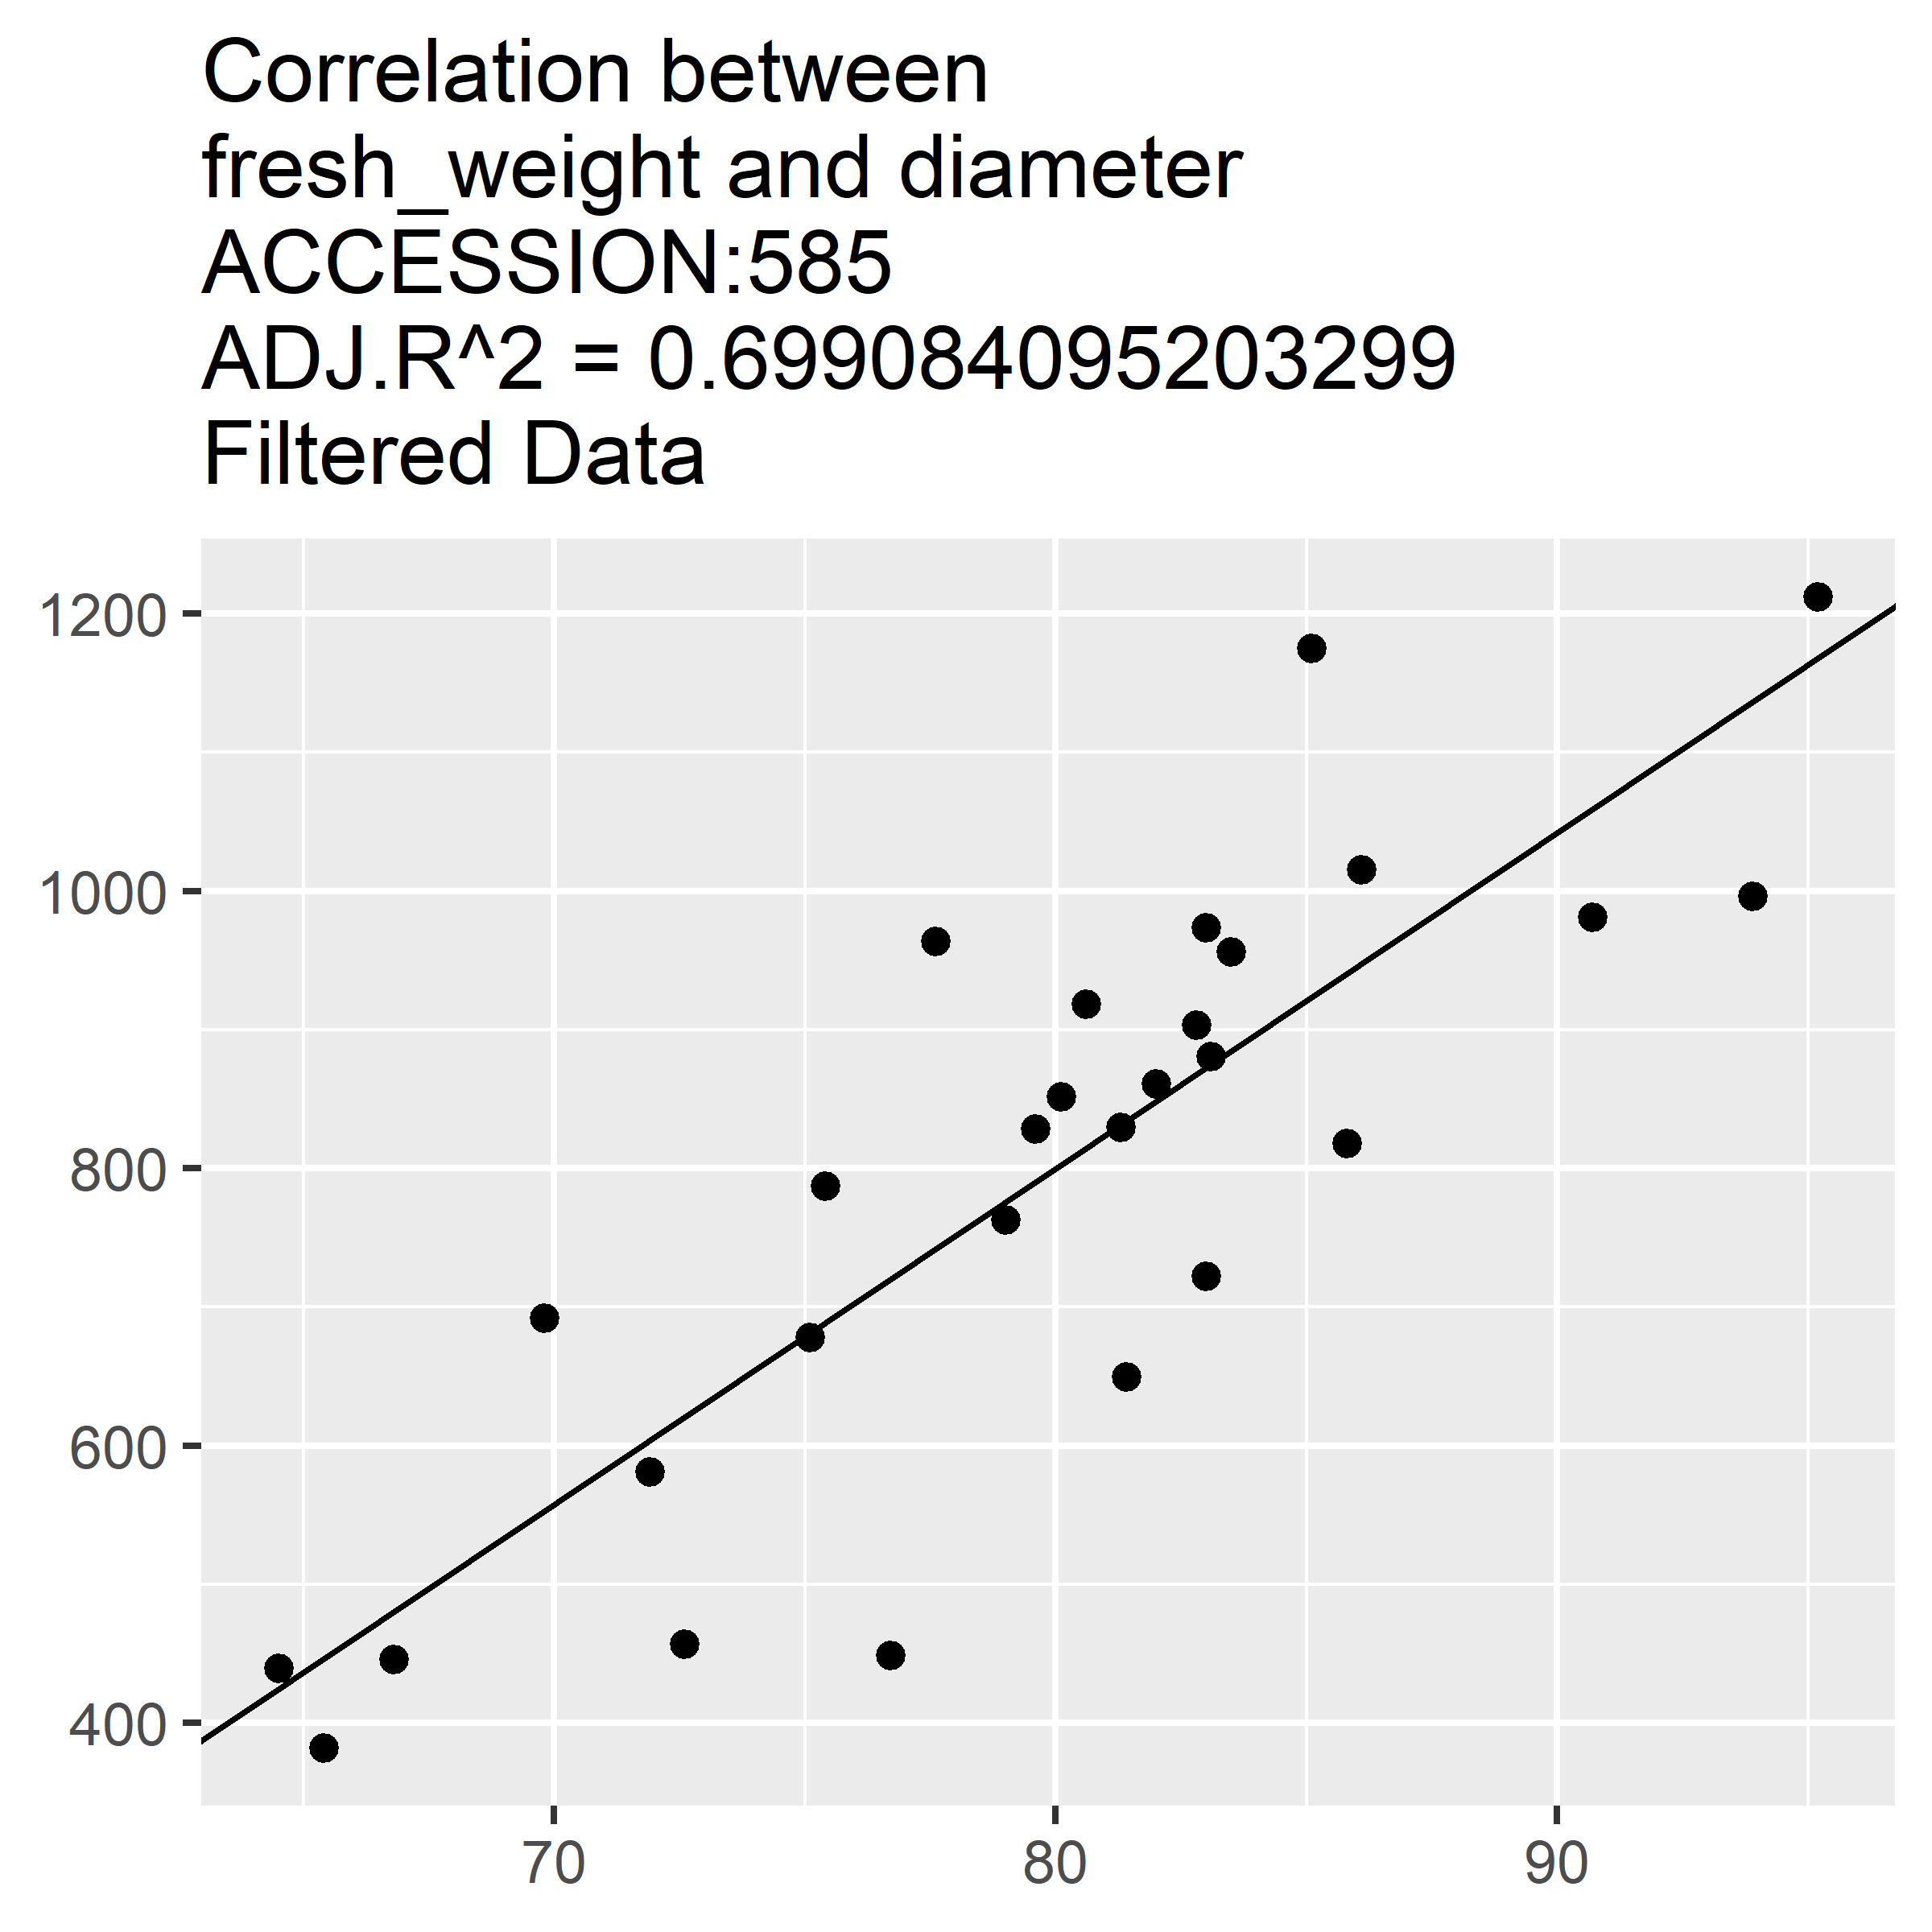 Correlation between
fresh_weight and diameter
ACCESSION:585
ADJ.R^2 = 0.699084095203299
Filtered Data
1200
1000
800
600
400
70 80 90